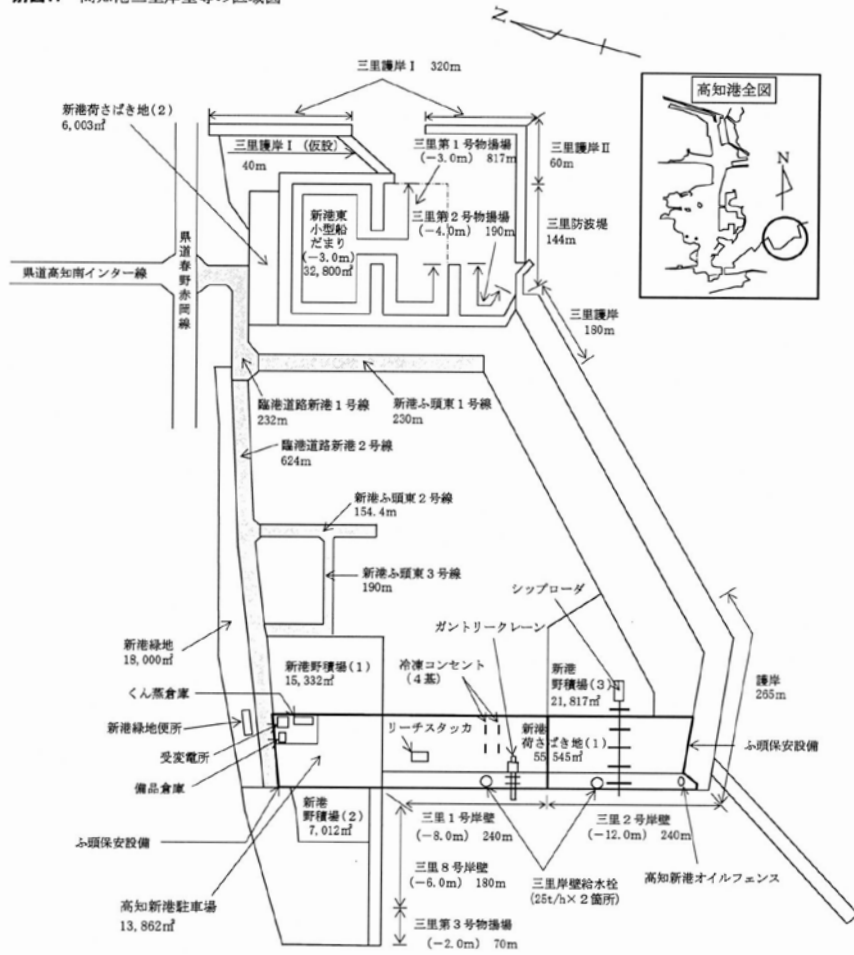 三里護岸Ⅰ 320m
新港荷さばき地(2)
6,003㎡
三里護岸Ⅰ(仮設)
40m
三里第1号物揚場
(-3.0m) 817m
三里護岸Ⅱ
60m
高知港全図
N
N
新港東
小型船
だまり
(-3.0m)
32,800㎡
三里第2号物揚場
(-4.0m) 190m
三里防波堤
144m
県道春野赤岡線
県道高知南インター線
三里護岸
180m
臨港道路新港1号線
232m
新港ふ頭東1号線
230m
臨港道路新港2号線
624m
新港ふ頭東2号線
154.4m
新港ふ頭東3号線
190m
シップローダ
ガントリークレーン
新港緑地
18,000㎡
新港野積場(1)
15,332㎡
冷凍コンセント
(4基)
新港
野積場(3)
21,817㎡
護岸
265m
くん蒸倉庫
新港緑地便所
受変電所
備品倉庫
リーチスタッカ
新港
荷さばき地(1)
55,545㎡
ふ頭保安設備
新港
野積場(2)
7,012㎡
三里1号岸壁
(-8.0m) 240m
三里2号岸壁
(-12.0m) 240m
ふ頭保安設備
三里8号岸壁
(-6.0m) 180m
三里岸壁給水栓
(25t/h×2箇所)
高知新港オイルフェンス
高知新港駐車場
13,862㎡
三里第3号物揚場
(-2.0m) 70m